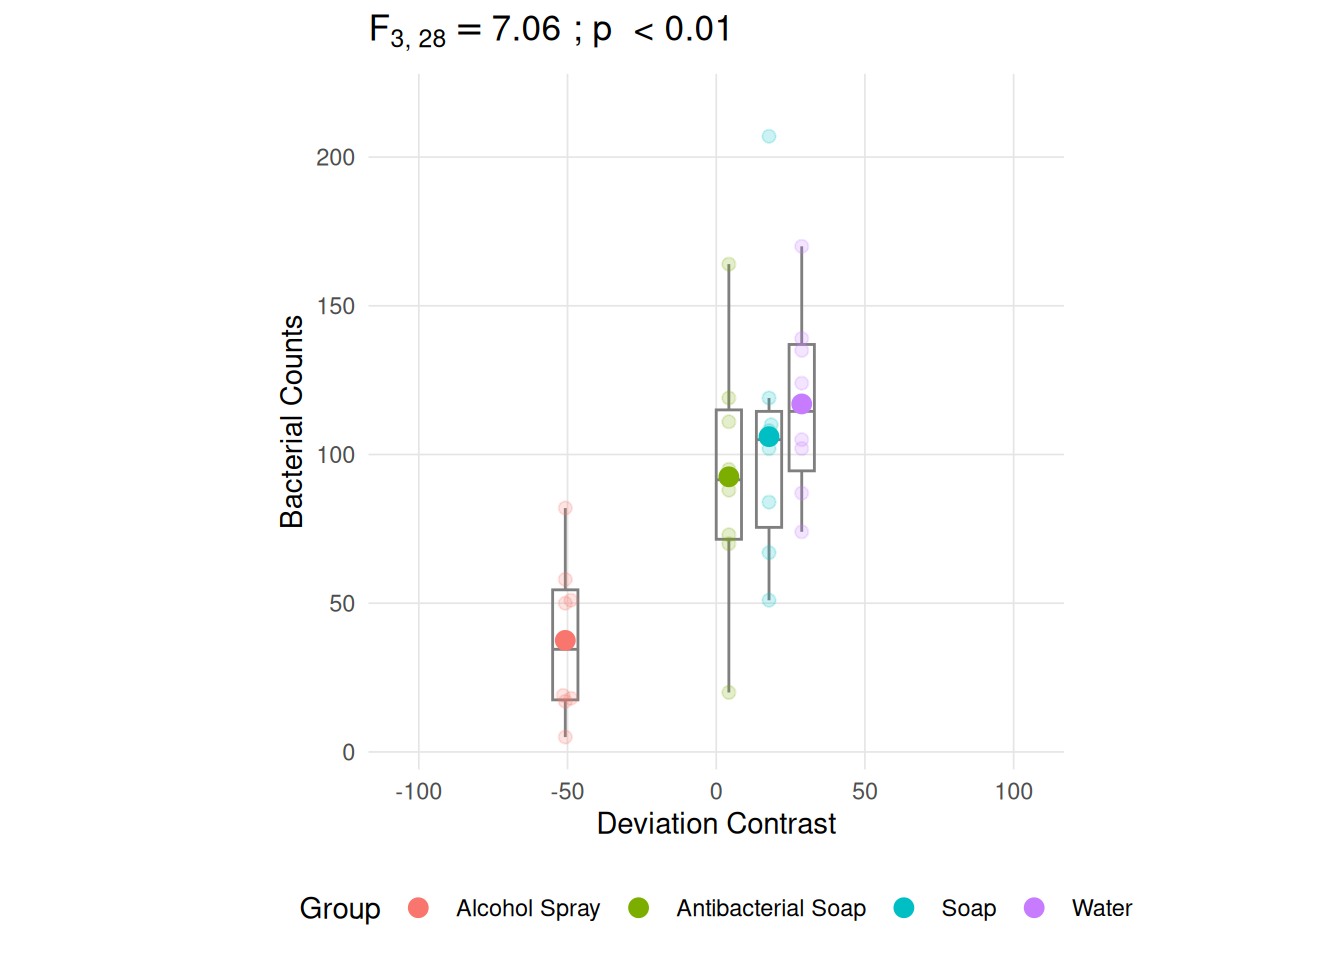 F3, 28 = 7.06 ; p < 0.01
200
150
100
50
0
Bacterial Counts
-100 -50 0 50 100
Deviation Contrast
Group Alcohol Spray Antibacterial Soap Soap Water